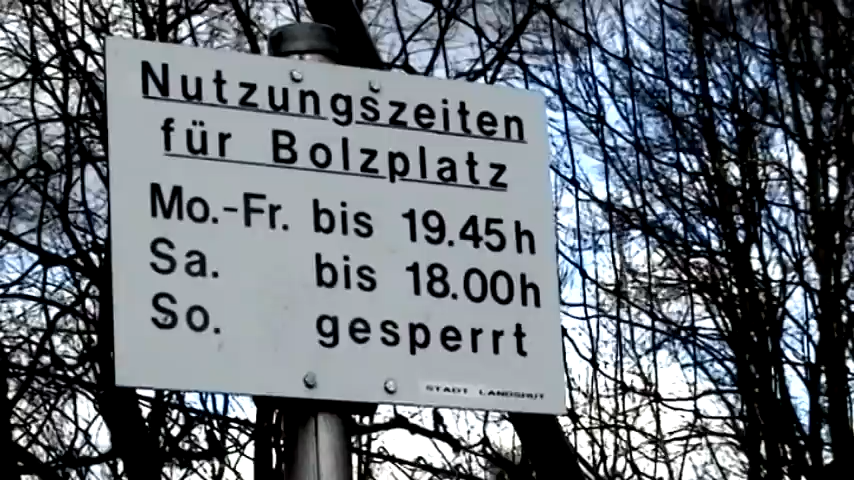 Nutzungszeiten
für Bolzplatz
Mo.-Fr. bis 19.45h
Sa. bis 18.00h
So. gesperrt
STADT LANDSHUT